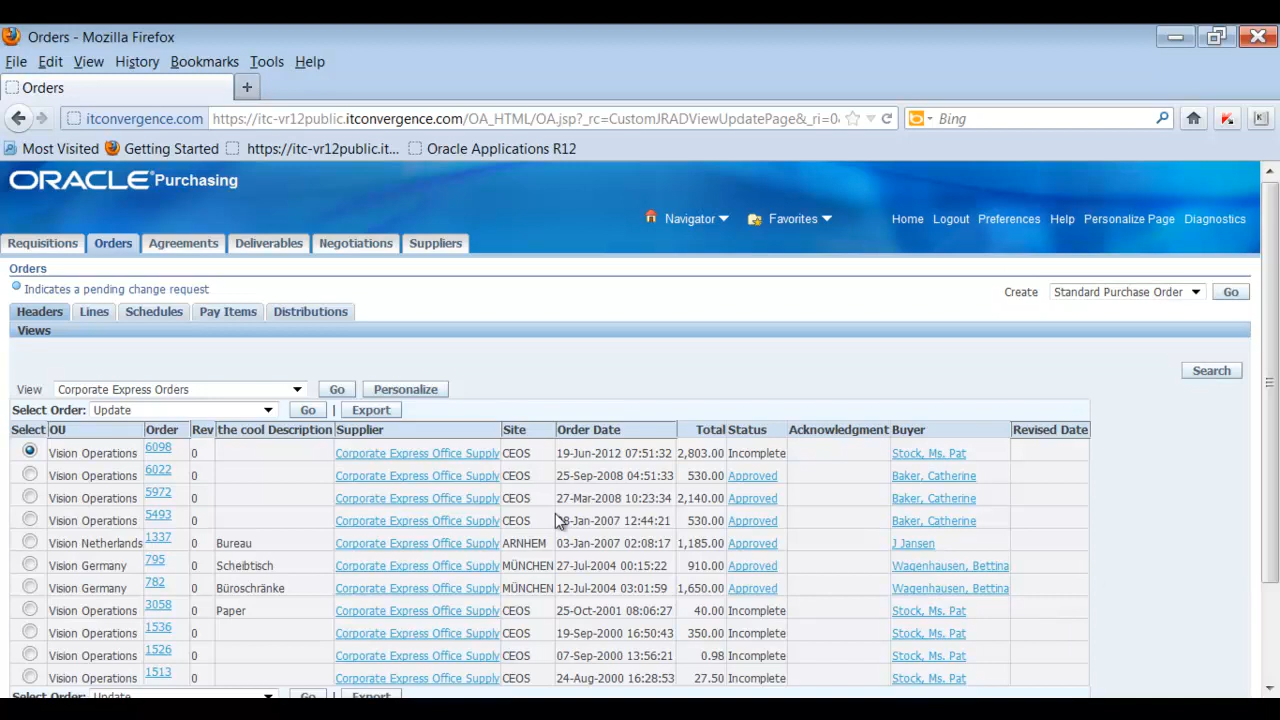 Orders - Mozilla Firefox
File Edit View History Bookmarks Tools Help
Orders +
itconvergence.com https://itc-vr12public.itconvergence.com/OA_HTML/OA.jsp?_rc=CustomJRADViewUpdatePage&_ri=0 Bing
Most Visited Getting Started https://itc-vr12public.it... Oracle Applications R12
ORACLE Purchasing
Navigator Favorites Home Logout Preferences Help Personalize Page Diagnostics
Requisitions Orders Agreements Deliverables Negotiations Suppliers
Orders
Indicates a pending change request
Create Standard Purchase Order Go
Headers Lines Schedules Pay Items Distributions
Views
Search
View Corporate Express Orders Go Personalize
Select Order: Update Go | Export
Select OU Order Rev the cool Description Supplier Site Order Date Total Status Acknowledgment Buyer Revised Date
Vision Operations 6098 0 Corporate Express Office Supply CEOS 19-Jun-2012 07:51:32 2,803.00 Incomplete Stock, Ms. Pat
Vision Operations 6022 0 Corporate Express Office Supply CEOS 25-Sep-2008 04:51:33 530.00 Approved Baker, Catherine
Vision Operations 5972 0 Corporate Express Office Supply CEOS 27-Mar-2008 10:23:34 2,140.00 Approved Baker, Catherine
Vision Operations 5493 0 Corporate Express Office Supply CEOS 8-Jan-2007 12:44:21 530.00 Approved Baker, Catherine
Vision Netherlands 1337 0 Bureau Corporate Express Office Supply ARNHEM 03-Jan-2007 02:08:17 1,185.00 Approved J Jansen
Vision Germany 795 0 Scheibtisch Corporate Express Office Supply MÜNCHEN 27-Jul-2004 00:15:22 910.00 Approved Wagenhausen, Bettina
Vision Germany 782 0 Büroschränke Corporate Express Office Supply MÜNCHEN 12-Jul-2004 03:01:59 1,650.00 Approved Wagenhausen, Bettina
Vision Operations 3058 0 Paper Corporate Express Office Supply CEOS 25-Oct-2001 08:06:27 40.00 Incomplete Stock, Ms. Pat
Vision Operations 1536 0 Corporate Express Office Supply CEOS 19-Sep-2000 16:50:43 350.00 Incomplete Stock, Ms. Pat
Vision Operations 1526 0 Corporate Express Office Supply CEOS 07-Sep-2000 13:56:21 0.98 Incomplete Stock, Ms. Pat
Vision Operations 1513 0 Corporate Express Office Supply CEOS 24-Aug-2000 16:28:53 27.50 Incomplete Stock, Ms. Pat
Select Order: Update Go | Export